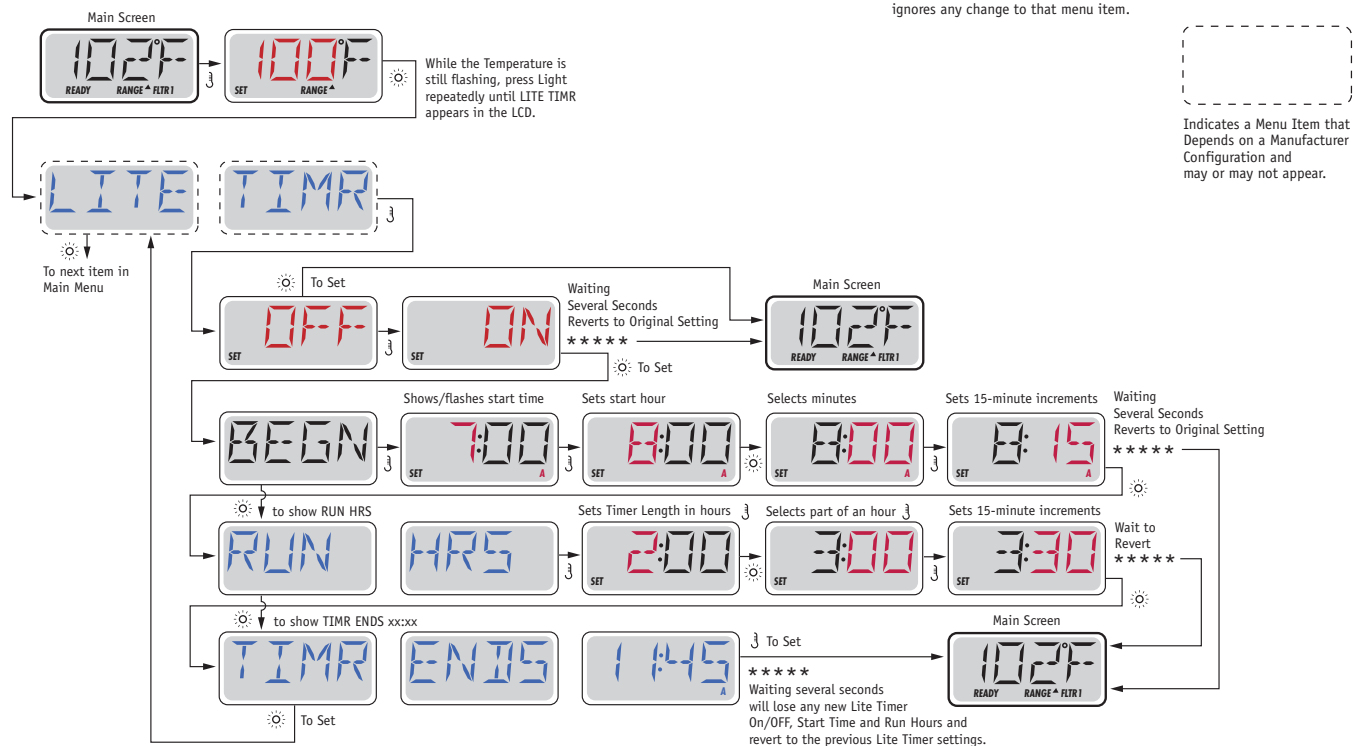 ignores any change to that menu item.
Main Screen
102°F
READY RANGE FLTR1
100°F
SET RANGE
While the Temperature is
still flashing, press Light
repeatedly until LITE TIMR
appears in the LCD.
Indicates a Menu Item that
Depends on a Manufacturer
Configuration and
may or may not appear.
LITE TIMR
To next item in
Main Menu
To Set
OFF
SET
ON
SET
Waiting
Several Seconds
Reverts to Original Setting
*****
To Set
Main Screen
102°F
READY RANGE FLTR1
BEGN
Shows/flashes start time
7:00
SET A
Sets start hour
8:00
SET A
Selects minutes
8:00
SET A
Sets 15-minute increments
8:15
SET A
Waiting
Several Seconds
Reverts to Original Setting
*****
to show RUN HRS
RUN HRS
Sets Timer Length in hours
2:00
SET
Selects part of an hour
3:00
SET
Sets 15-minute increments
3:30
SET
Wait to
Revert
*****
to show TIMR ENDS xx:xx
TIMR ENDS 11:45
A
To Set
To Set
*****
Waiting several seconds
will lose any new Lite Timer
On/OFF, Start Time and Run Hours and
revert to the previous Lite Timer settings.
Main Screen
102°F
READY RANGE FLTR1